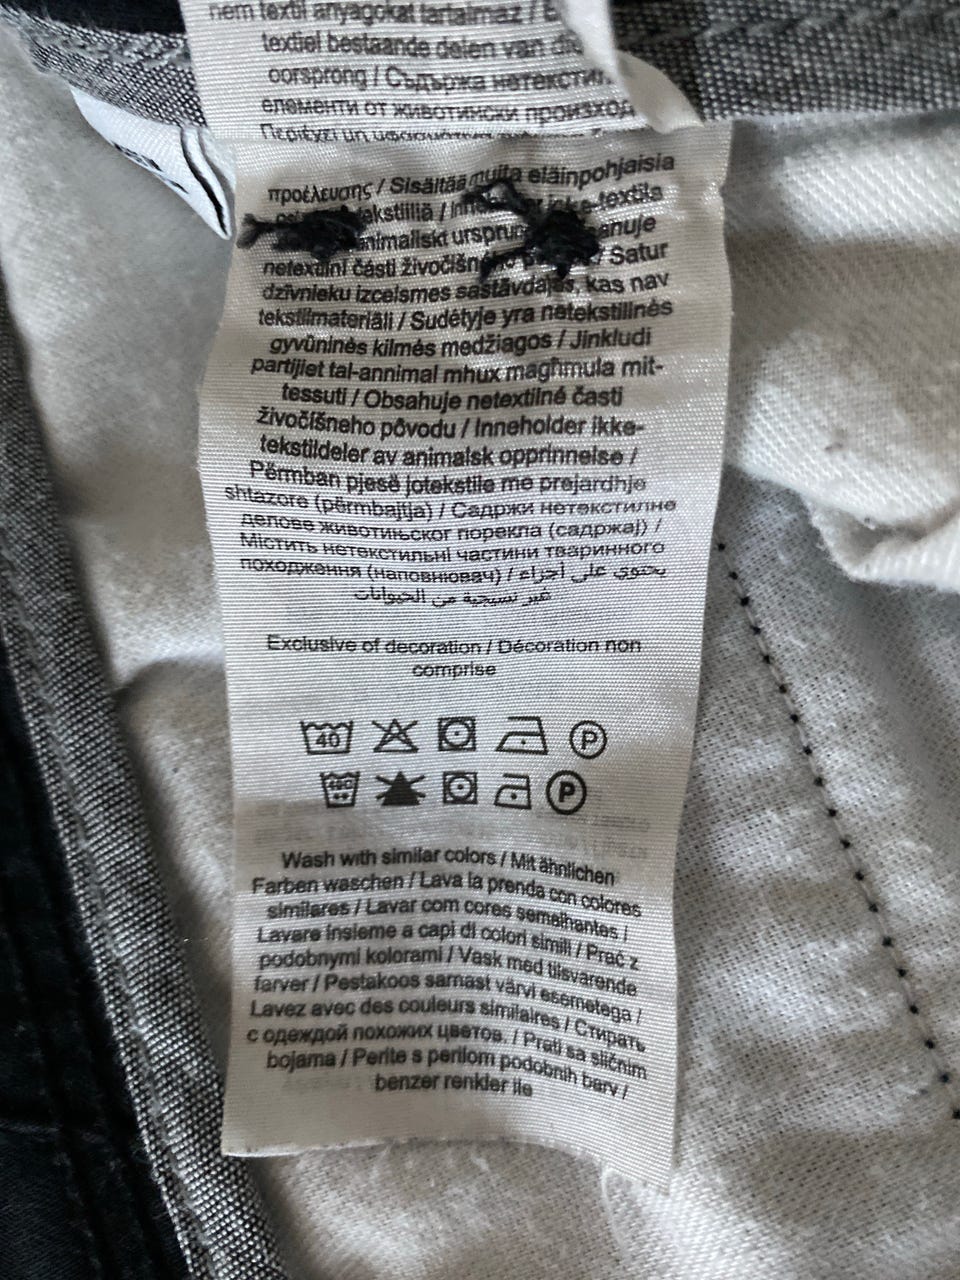 nem textil anyagokat tartalmaz /
textiel bestaande delen van
oorsprong / Съдържа нетекстил
елементи от животински произход
προέλευσης / Sisältää muita eläinpohjaisia
ikke-textila
animaliskt
netextilní části živočišn / Satur
dzīvnieku izcelsmes sastāvdaļas, kas nav
tekstilmateriāli / Sudėtyje yra netekstilinės
gyvūninės kilmės medžiagos / Jinkludi
partijiet tal-annimal mhux magħmula mit-
tessuti / Obsahuje netextilné časti
živočíšneho pôvodu / Inneholder ikke-
tekstildeler av animalsk opprinnelse /
Përmban pjesë jotekstile me prejardhje
shtazore (përmbajtja) / Садржи нетекстилне
делове животињског порекла (садржај) /
Містить нетекстильні частини тваринного
походження (наповнювач) / يحتوي على أجزاء
غير نسيجية من الحيوانات
Exclusive of decoration / Décoration non
comprise
40 P
P
Wash with similar colors / Mit ähnlichen
Farben waschen / Lava la prenda con colores
similares / Lavar com cores semelhantes /
Lavare insieme a capi di colori simili / Prać z
podobnymi kolorami / Vask med tilsvarende
farver / Pestakoos samast värvi esemetega /
Lavez avec des couleurs similaires / Стирать
с одеждой похожих цветов. / Prati sa sličnim
bojama / Perite s perilom podobnih barv /
benzer renkler ile